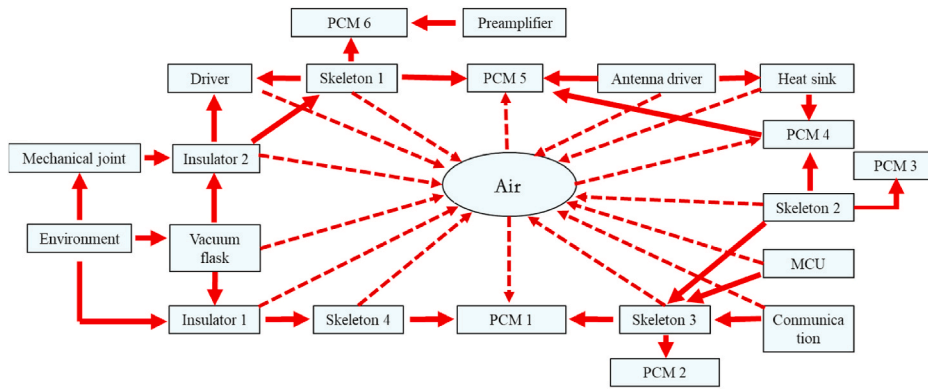 PCM 6
Preamplifier
Driver
Skeleton 1
PCM 5
Antenna driver
Heat sink
PCM 4
Mechanical joint
Insulator 2
PCM 3
Air
Skeleton 2
Environment
Vacuum
flask
MCU
Insulator 1
Skeleton 4
PCM 1
Skeleton 3
Conmunica
tion
PCM 2